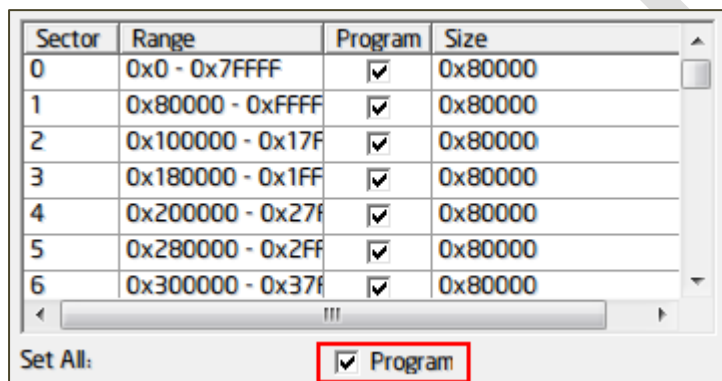 Sector Range Program Size
0 0x0 - 0x7FFFF 0x80000
1 0x80000 - 0xFFFF 0x80000
2 0x100000 - 0x17F 0x80000
3 0x180000 - 0x1FF 0x80000
4 0x200000 - 0x27F 0x80000
5 0x280000 - 0x2FF 0x80000
6 0x300000 - 0x37F 0x80000
Set All: Program